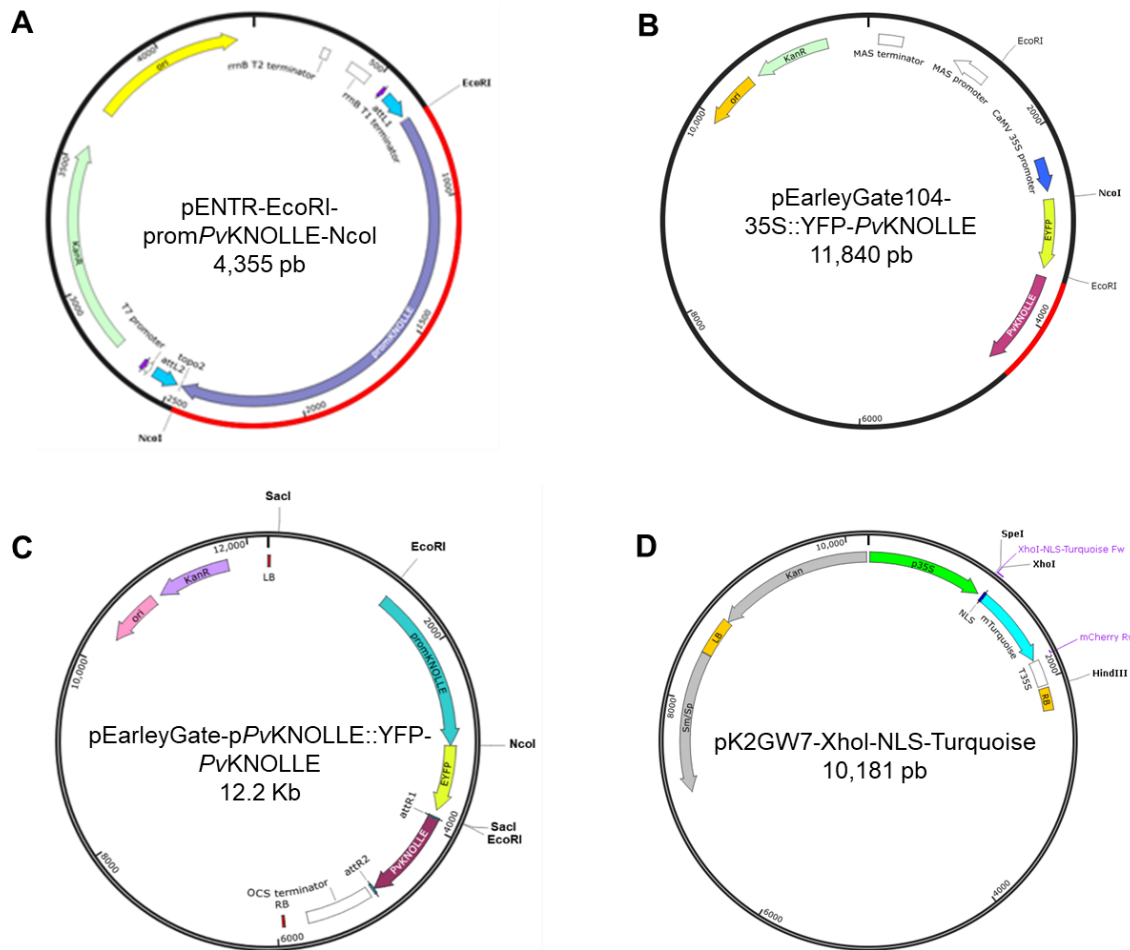 A
4000
ori
rrnB T2 terminator
500
rrnB T1 terminator
attL1
EcoRI
1000
3500
KanR
pENTR-EcoRI-
promPvKNOLLE-NcoI
4,355 pb
3000
T7 promoter
attL2
topo2
promKNOLLE
1500
2500
2000
NcoI
B
KanR
ori
10,000
MAS terminator
MAS promoter
EcoRI
2000
CaMV 35S promoter
NcoI
pEarleyGate104-
35S::YFP-PvKNOLLE
11,840 pb
EYFP
EcoRI
PvKNOLLE
4000
8000
6000
C
SacI
12,000
LB
KanR
ori
EcoRI
promKNOLLE
2000
10,000
pEarleyGate-pPvKNOLLE::YFP-
PvKNOLLE
12.2 Kb
NcoI
EYFP
attR1
4000
SacI
EcoRI
PvKNOLLE
attR2
OCS terminator
RB
8000
6000
D
10,000
Kan
p35S
SpeI
XhoI-NLS-Turquoise Fw
XhoI
NLS
mTurquoise
LB
mCherry Rv
2000
HindIII
T35S
RB
8000
Sm/Sp
pK2GW7-XhoI-NLS-Turquoise
10,181 pb
4000
6000